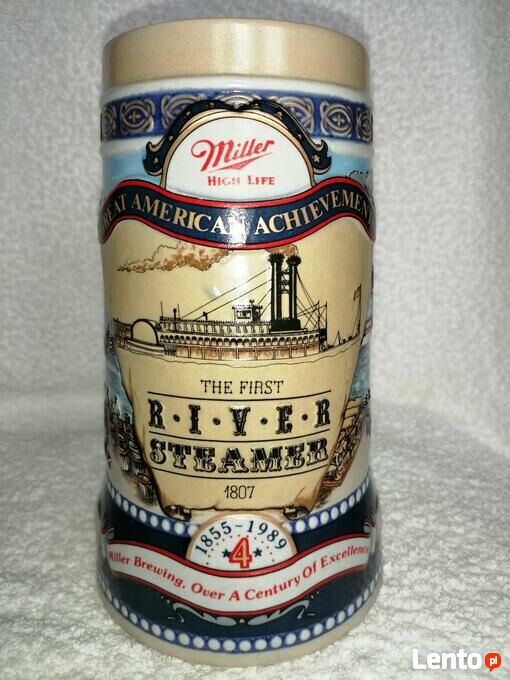 Miller
HIGH LIFE
REAT AMERICAN ACHIEVEMENT
THE FIRST
R·I·V·E·R
STEAMER
1807
1855~1989
4
Miller Brewing, Over A Century Of Excellence
Lento pl